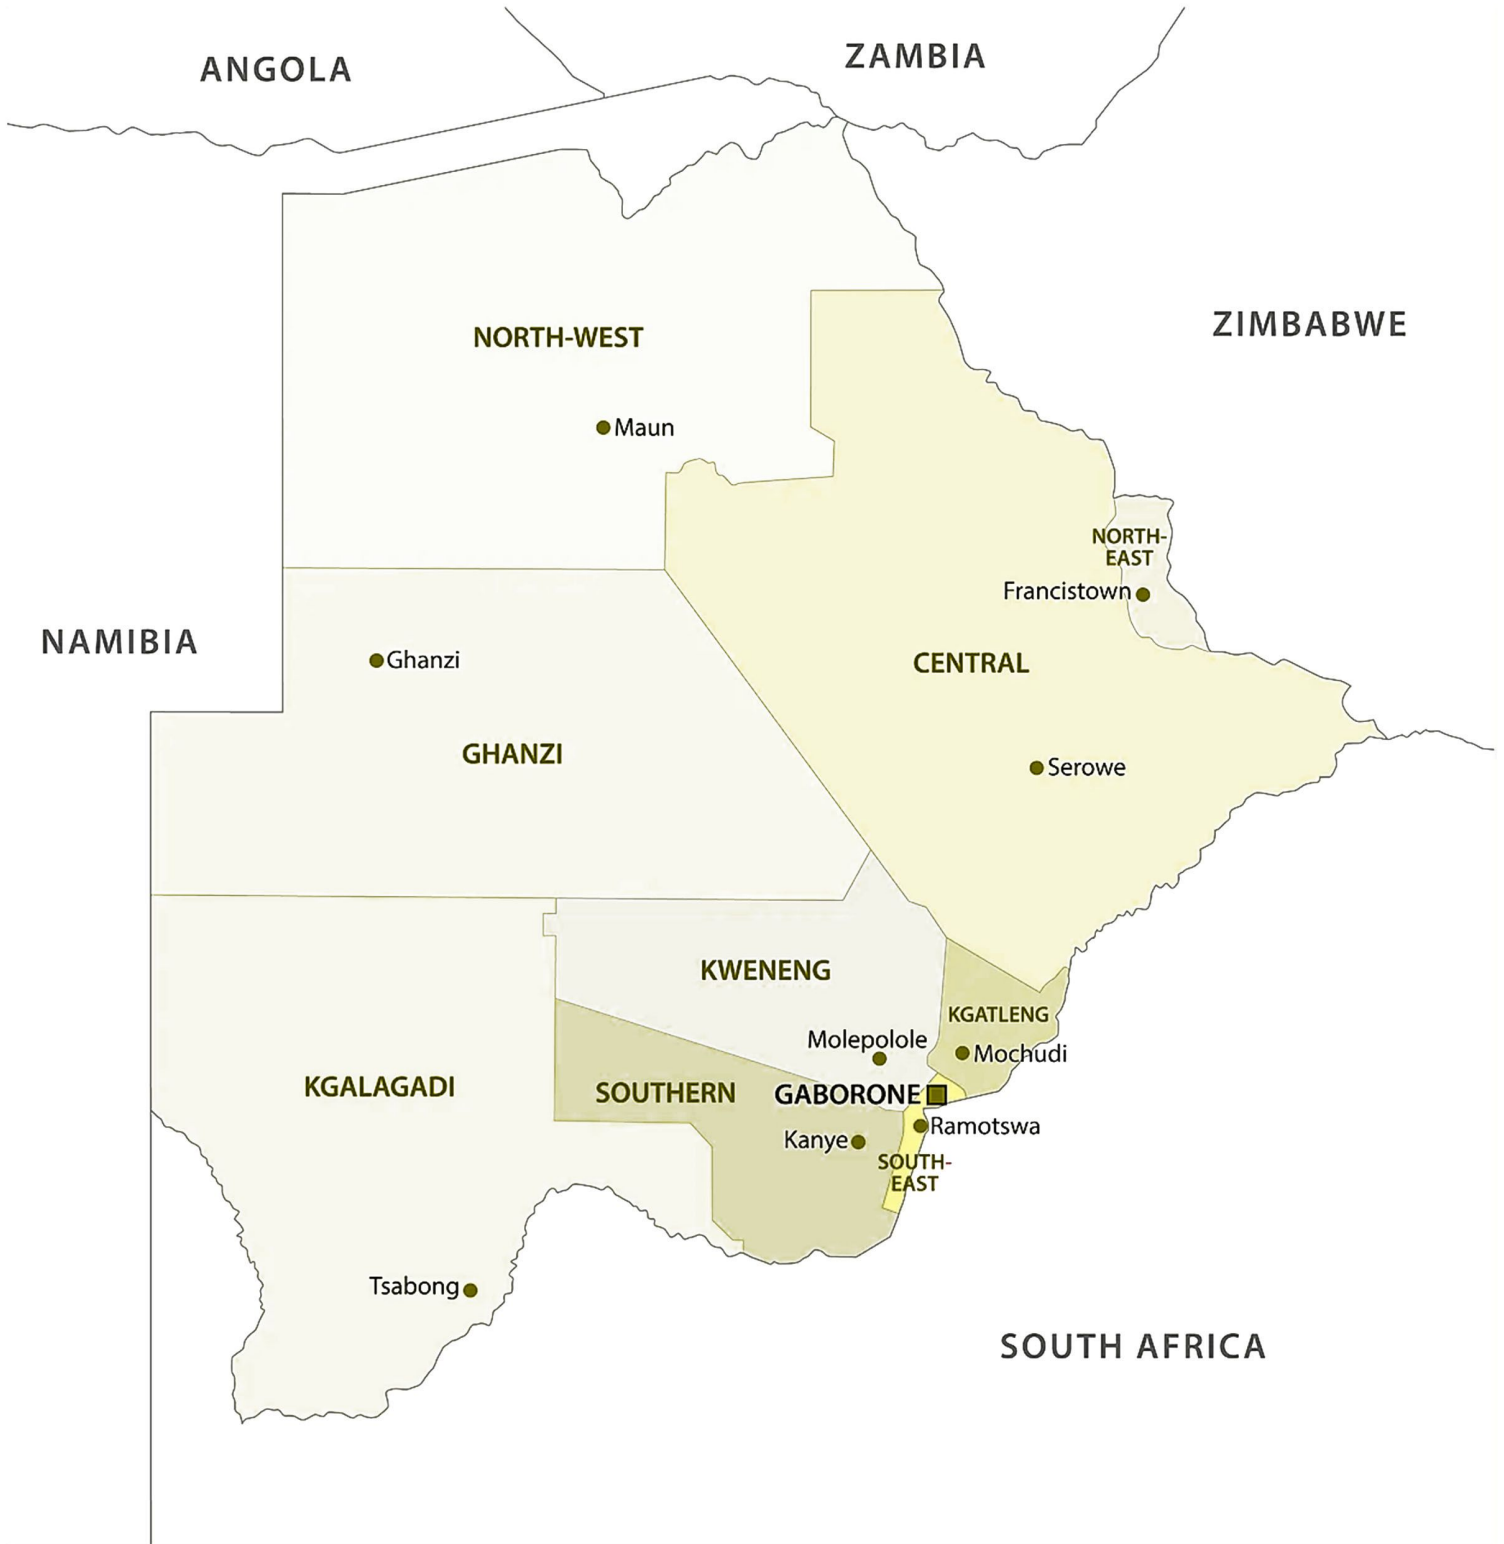 ANGOLA
ZAMBIA
ZIMBABWE
NORTH-WEST
Maun
NORTH-
EAST
Francistown
NAMIBIA
Ghanzi
CENTRAL
GHANZI
Serowe
KWENENG
KGATLENG
Molepolole
Mochudi
KGALAGADI
SOUTHERN
GABORONE
Ramotswa
Kanye
SOUTH-
EAST
Tsabong
SOUTH AFRICA